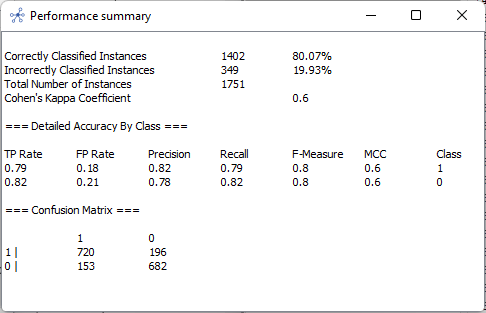 Performance summary
Correctly Classified Instances 1402 80.07%
Incorrectly Classified Instances 349 19.93%
Total Number of Instances 1751
Cohen's Kappa Coefficient 0.6
=== Detailed Accuracy By Class ===
TP Rate FP Rate Precision Recall F-Measure MCC Class
0.79 0.18 0.82 0.79 0.8 0.6 1
0.82 0.21 0.78 0.82 0.8 0.6 0
=== Confusion Matrix ===
1 0
1 | 720 196
0 | 153 682